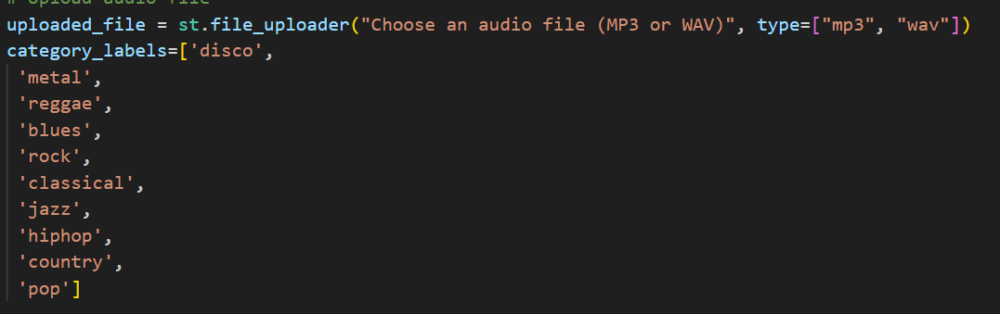 # Upload audio file
uploaded_file = st.file_uploader("Choose an audio file (MP3 or WAV)", type=["mp3", "wav"])
category_labels=['disco',
'metal',
'reggae',
'blues',
'rock',
'classical',
'jazz',
'hiphop',
'country',
'pop']